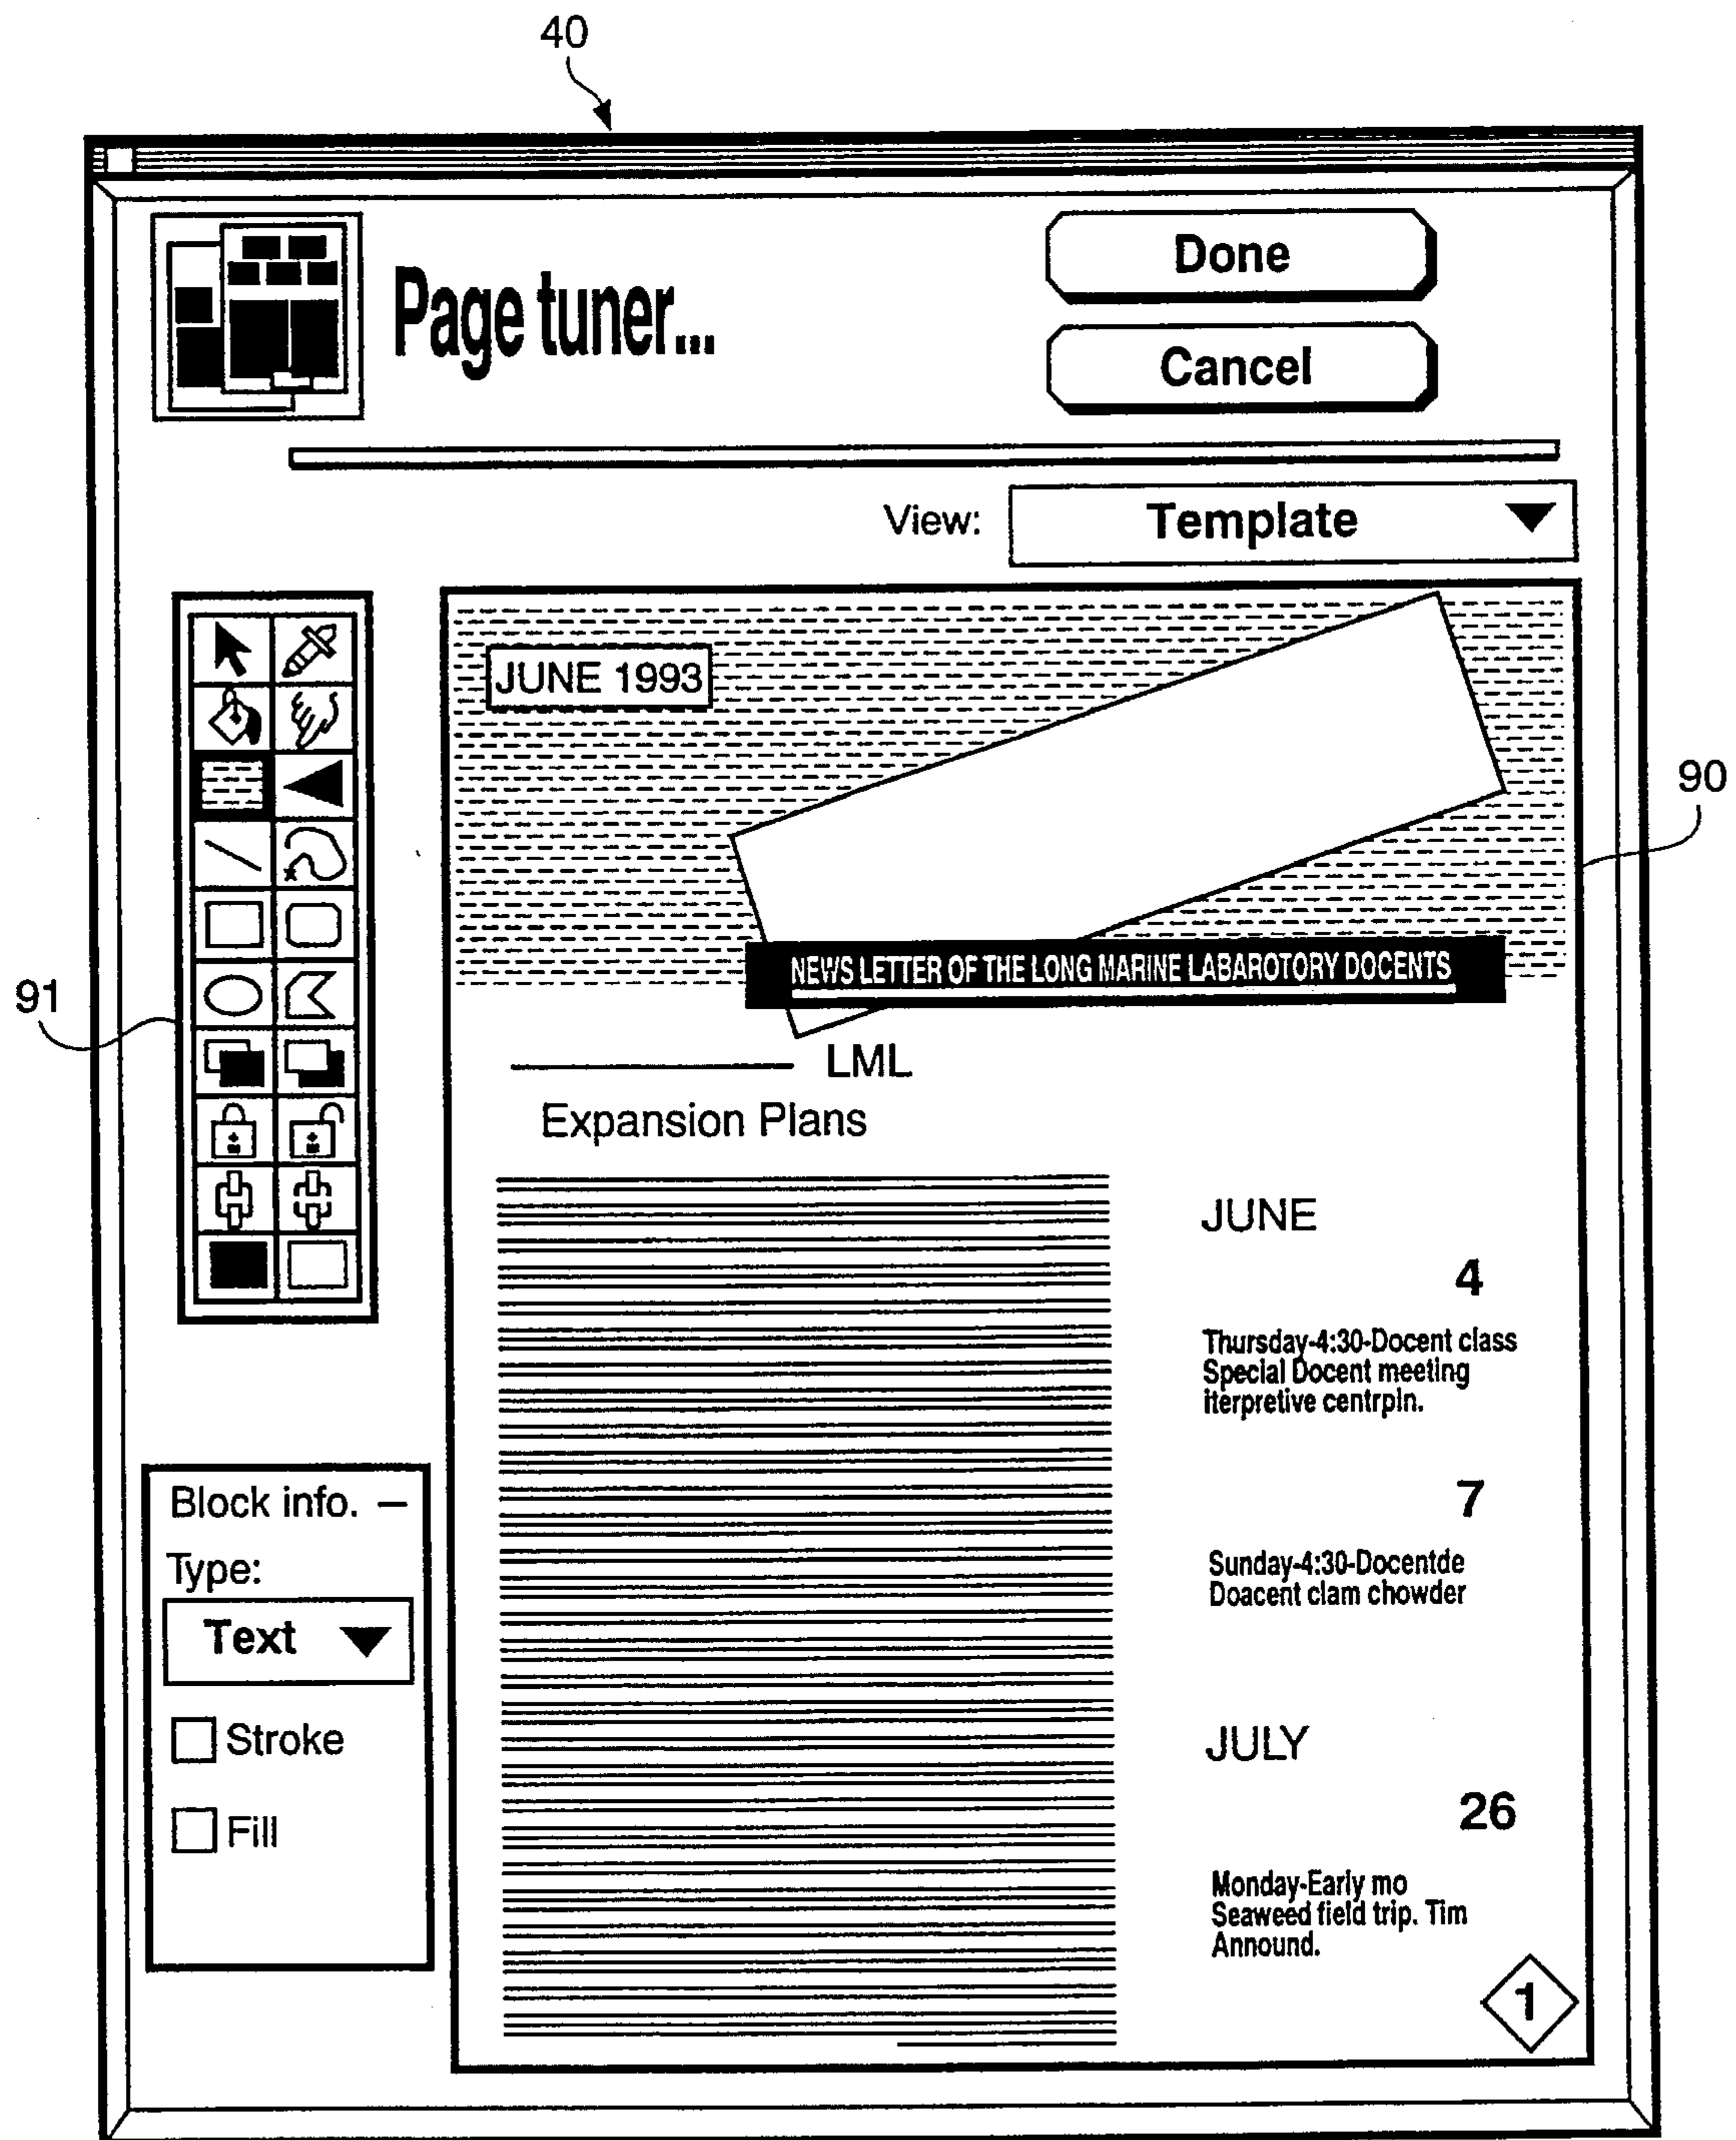 40
Page tuner...
Done
Cancel
View:
Template
JUNE 1993
90
NEWS LETTER OF THE LONG MARINE LABAROTORY DOCENTS
91
LML
Expansion Plans
JUNE
4
Thursday-4:30-Docent class
Special Docent meeting
iterpretive centrpin.
7
Sunday-4:30-Docentde
Doacent clam chowder
JULY
26
Monday-Early mo
Seaweed field trip. Tim
Annound.
1
Block info. –
Type:
Text
Stroke
Fill